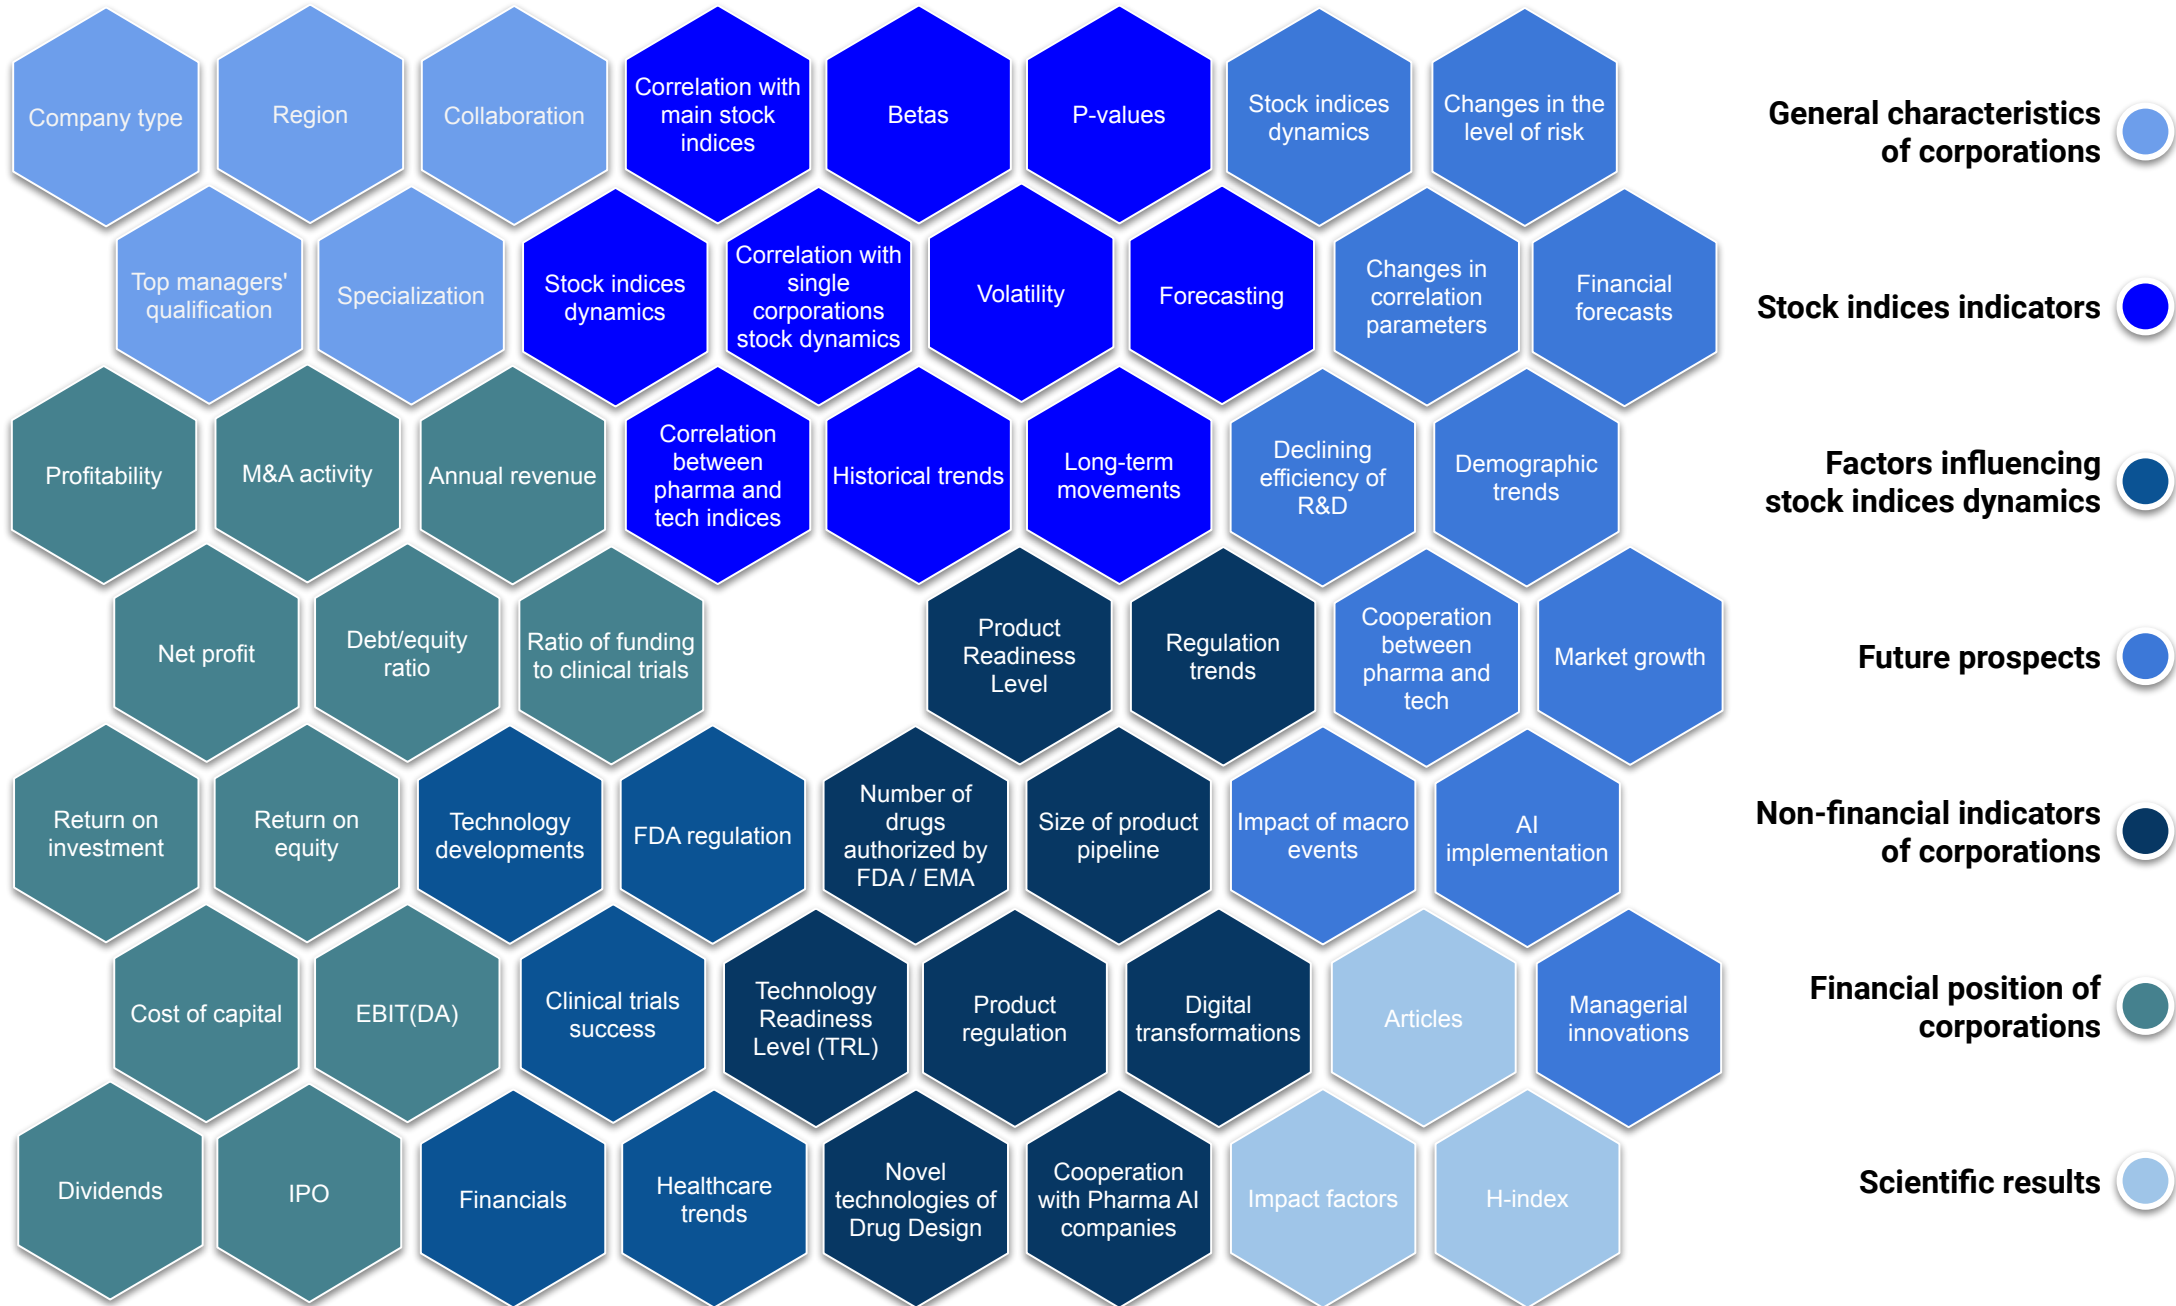 Company type
Region
Collaboration
Correlation with
main stock
indices
Betas
P-values
Stock indices
dynamics
Changes in the
level of risk
Top managers'
qualification
Specialization
Stock indices
dynamics
Correlation with
single
corporations
stock dynamics
Volatility
Forecasting
Changes in
correlation
parameters
Financial
forecasts
Profitability
M&A activity
Annual revenue
Correlation
between
pharma and
tech indices
Historical trends
Long-term
movements
Declining
efficiency of
R&D
Demographic
trends
Net profit
Debt/equity
ratio
Ratio of funding
to clinical trials
Product
Readiness
Level
Regulation
trends
Cooperation
between
pharma and
tech
Market growth
Return on
investment
Return on
equity
Technology
developments
FDA regulation
Number of
drugs
authorized by
FDA / EMA
Size of product
pipeline
Impact of macro
events
AI
implementation
Cost of capital
EBIT(DA)
Clinical trials
success
Technology
Readiness
Level (TRL)
Product
regulation
Digital
transformations
Articles
Managerial
innovations
Dividends
IPO
Financials
Healthcare
trends
Novel
technologies of
Drug Design
Cooperation
with Pharma AI
companies
Impact factors
H-index
General characteristics
of corporations
Stock indices indicators
Factors influencing
stock indices dynamics
Future prospects
Non-financial indicators
of corporations
Financial position of
corporations
Scientific results